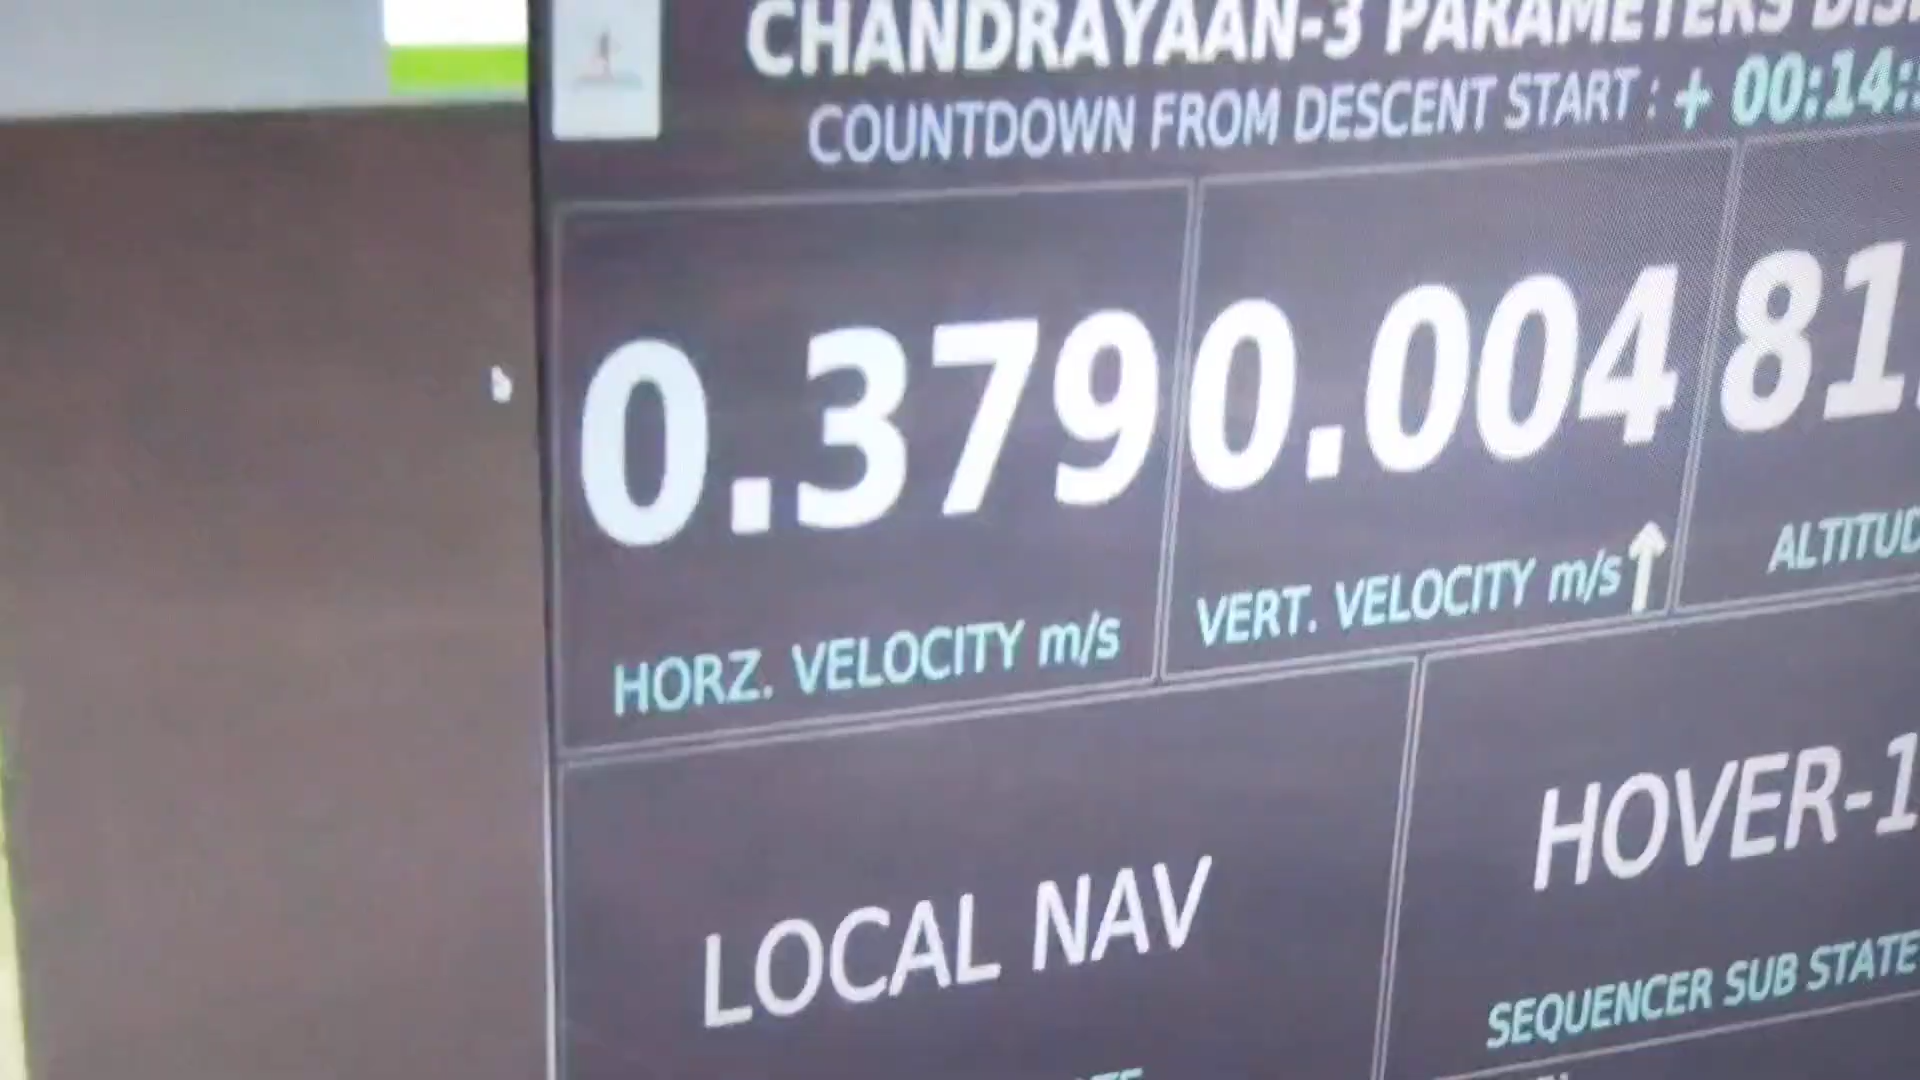 CHANDRAYAAN-3 PARAMETERS
COUNTDOWN FROM DESCENT START : + 00:14:
0.379 0.004 81
HORZ. VELOCITY m/s VERT. VELOCITY m/s↑ ALTITUD
LOCAL NAV HOVER-1
SEQUENCER SUB STATE